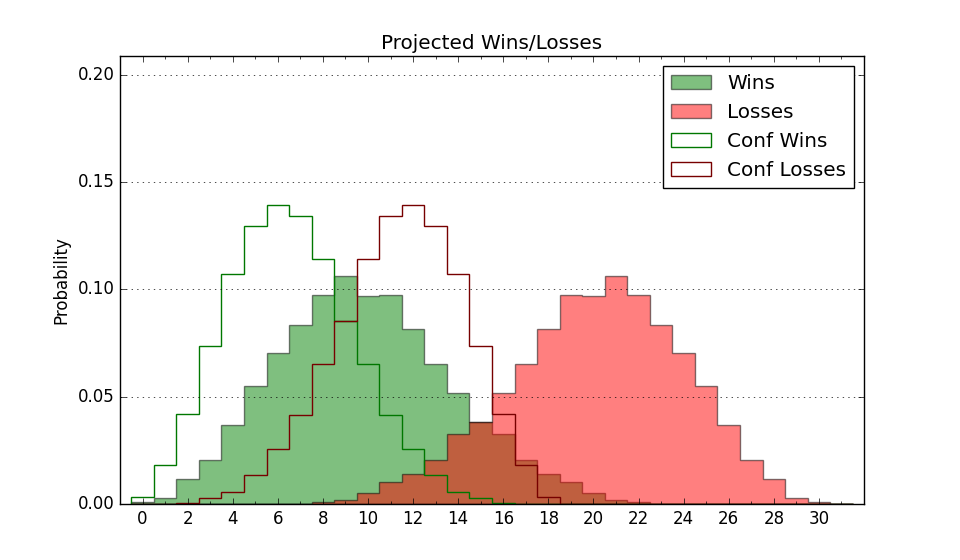 Projected Wins/Losses
0.20
0.15
0.10
0.05
0.00
Probability
Wins
Losses
Conf Wins
Conf Losses
0 2 4 6 8 10 12 14 16 18 20 22 24 26 28 30